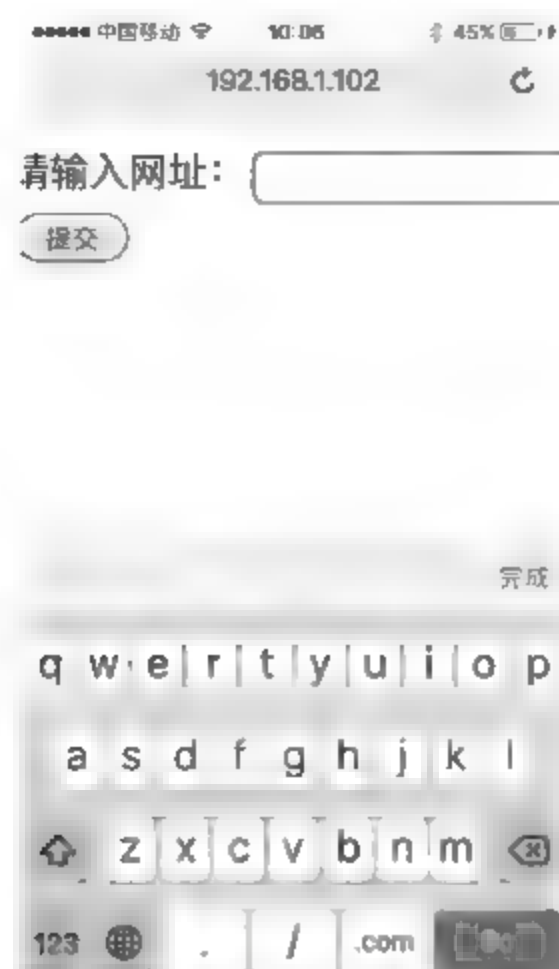 中国移动 10:06 45%
192.168.1.102
请输入网址：
提交
完成
q w e r t y u i o p
a s d f g h j k l
z x c v b n m
123 . / .com Go